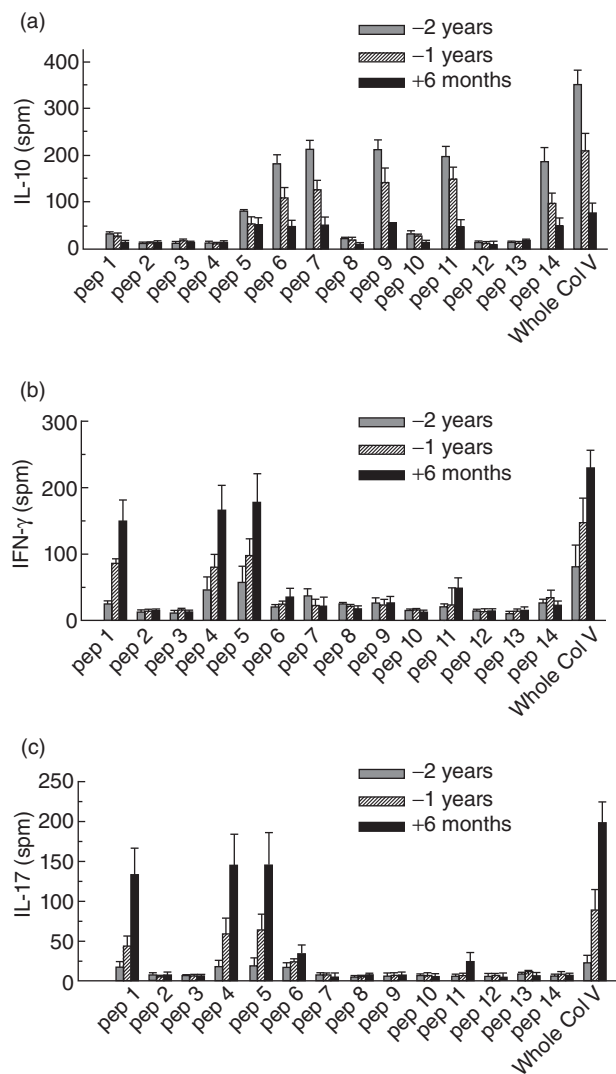 (a)
−2 years
−1 years
+6 months
IL-10 (spm)
400
300
200
100
0
pep 1
pep 2
pep 3
pep 4
pep 5
pep 6
pep 7
pep 8
pep 9
pep 10
pep 11
pep 12
pep 13
pep 14
Whole Col V
(b)
−2 years
−1 years
+6 months
IFN-γ (spm)
300
200
100
0
pep 1
pep 2
pep 3
pep 4
pep 5
pep 6
pep 7
pep 8
pep 9
pep 10
pep 11
pep 12
pep 13
pep 14
Whole Col V
(c)
−2 years
−1 years
+6 months
IL-17 (spm)
250
200
150
100
50
0
pep 1
pep 2
pep 3
pep 4
pep 5
pep 6
pep 7
pep 8
pep 9
pep 10
pep 11
pep 12
pep 13
pep 14
Whole Col V